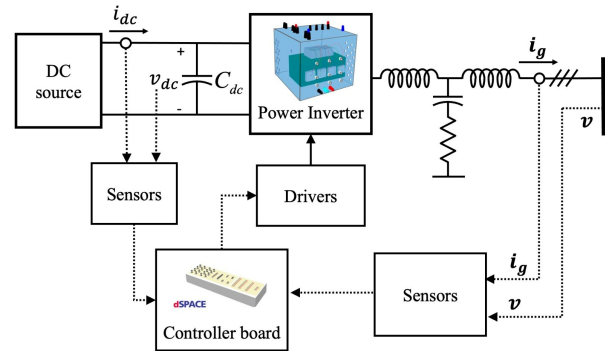 i_dc
i_g
DC
source
+
v_dc
-
C_dc
Power Inverter
v
Sensors
Drivers
i_g
dSPACE
Sensors
v
Controller board